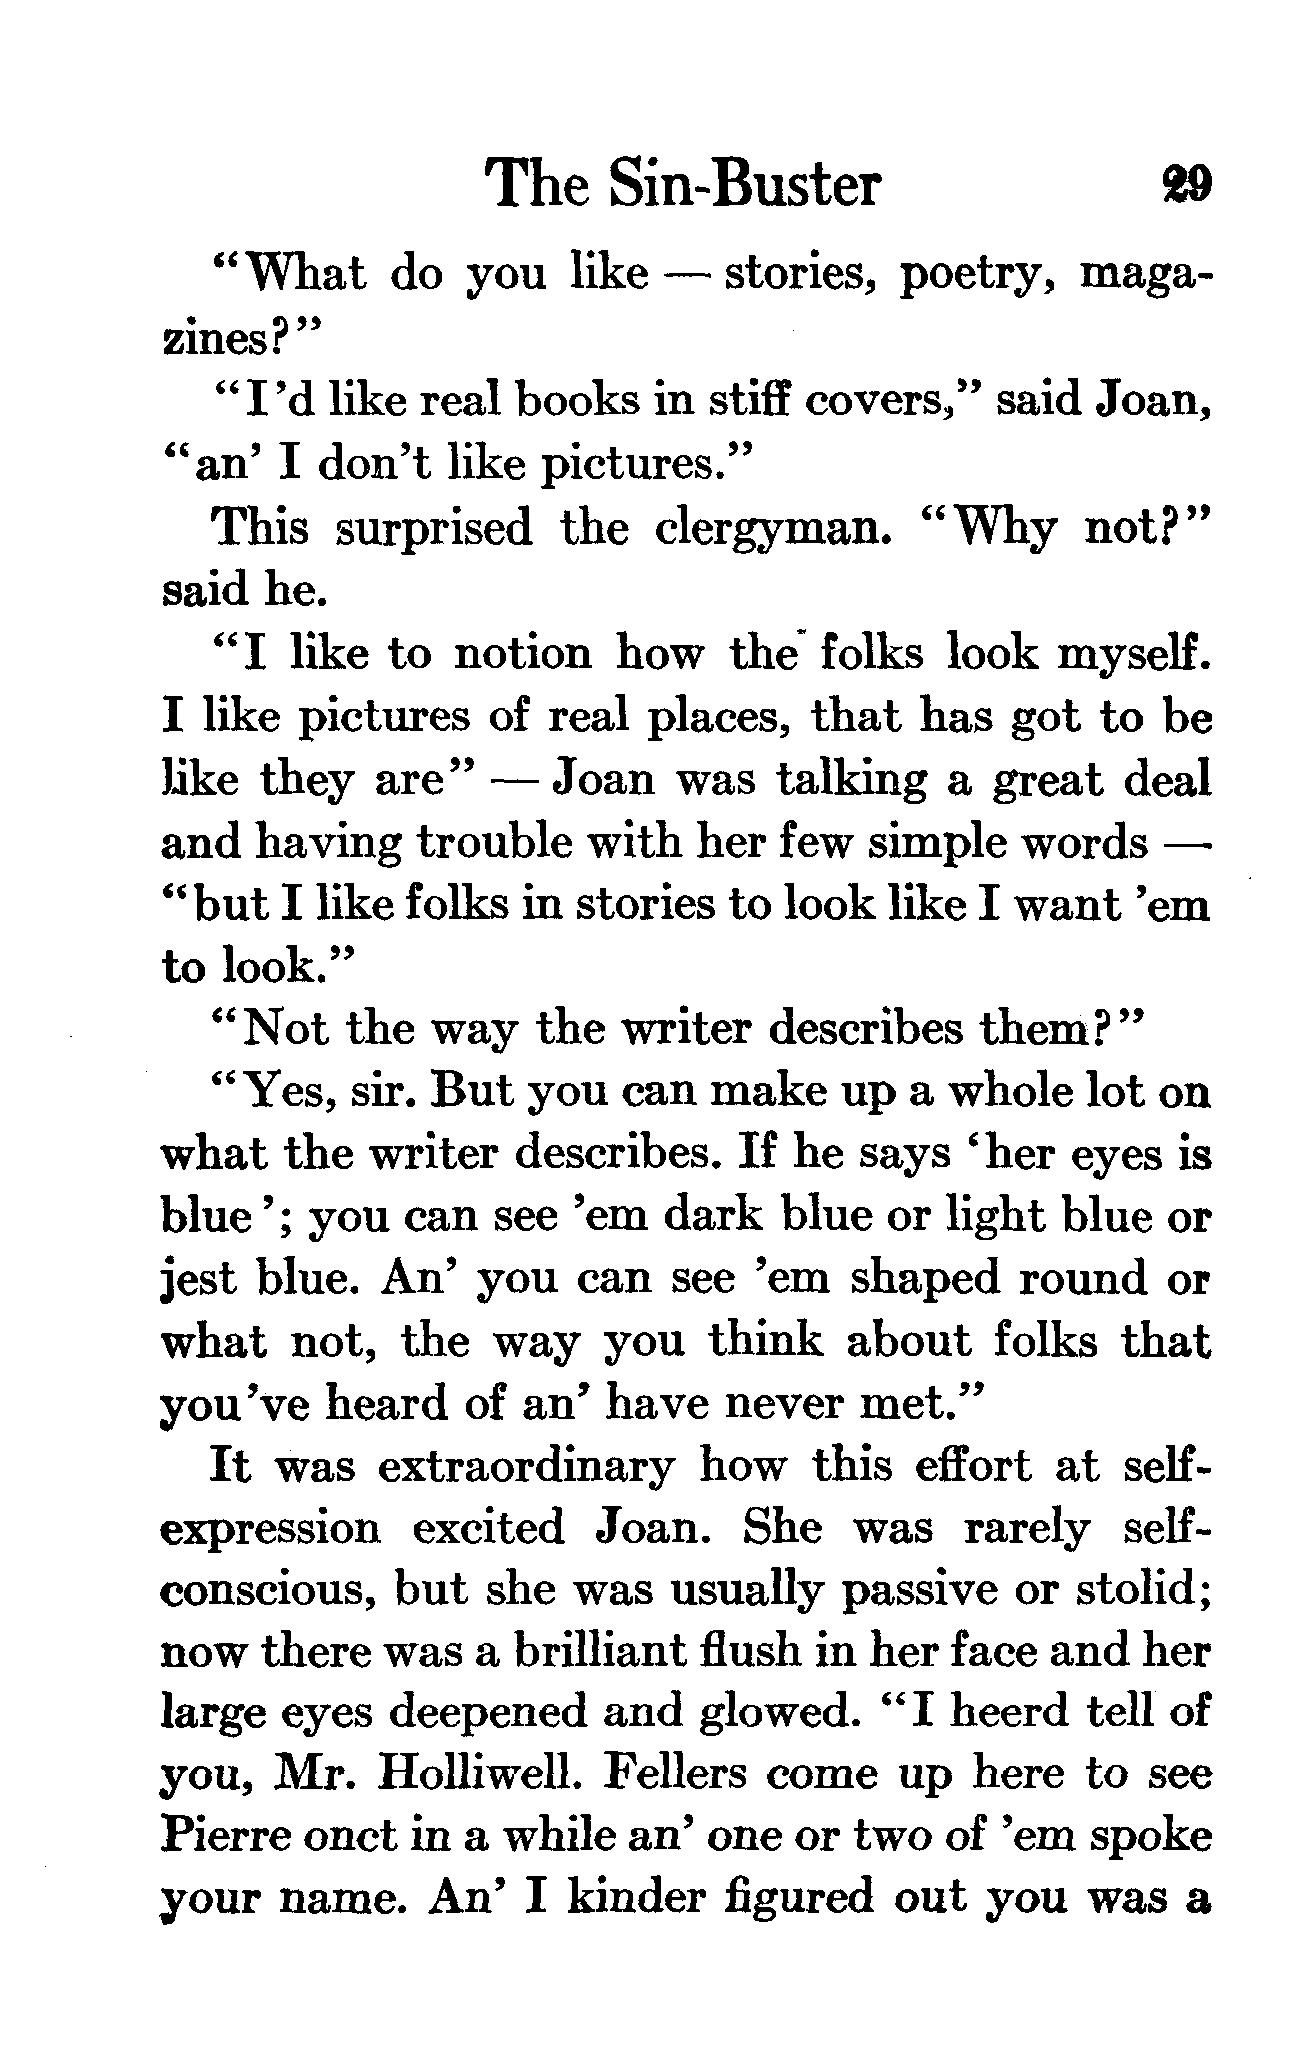 The Sin-Buster 29
“What do you like — stories, poetry, maga-
zines?”
“I’d like real books in stiff covers,” said Joan,
“an’ I don’t like pictures.”
This surprised the clergyman. “Why not?”
said he.
“I like to notion how the folks look myself.
I like pictures of real places, that has got to be
like they are” — Joan was talking a great deal
and having trouble with her few simple words —
“but I like folks in stories to look like I want ’em
to look.”
“Not the way the writer describes them?”
“Yes, sir. But you can make up a whole lot on
what the writer describes. If he says ‘her eyes is
blue’; you can see ’em dark blue or light blue or
jest blue. An’ you can see ’em shaped round or
what not, the way you think about folks that
you’ve heard of an’ have never met.”
It was extraordinary how this effort at self-
expression excited Joan. She was rarely self-
conscious, but she was usually passive or stolid;
now there was a brilliant flush in her face and her
large eyes deepened and glowed. “I heerd tell of
you, Mr. Holliwell. Fellers come up here to see
Pierre onct in a while an’ one or two of ’em spoke
your name. An’ I kinder figured out you was a